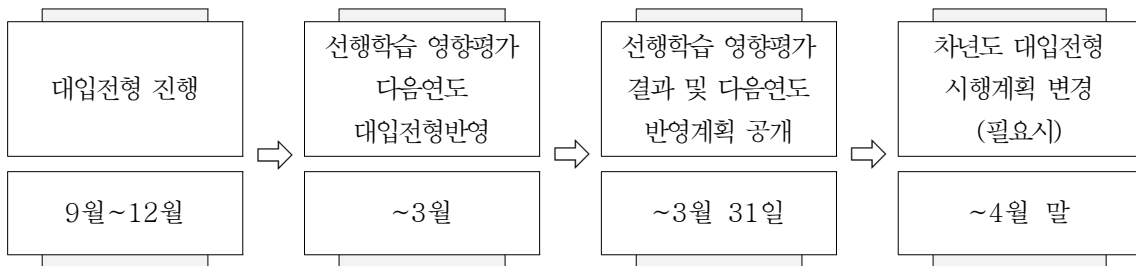 대입전형 진행
선행학습 영향평가
다음연도
대입전형반영
선행학습 영향평가
결과 및 다음연도
반영계획 공개
차년도 대입전형
시행계획 변경
(필요시)
9월~12월
~3월
~3월 31일
~4월 말